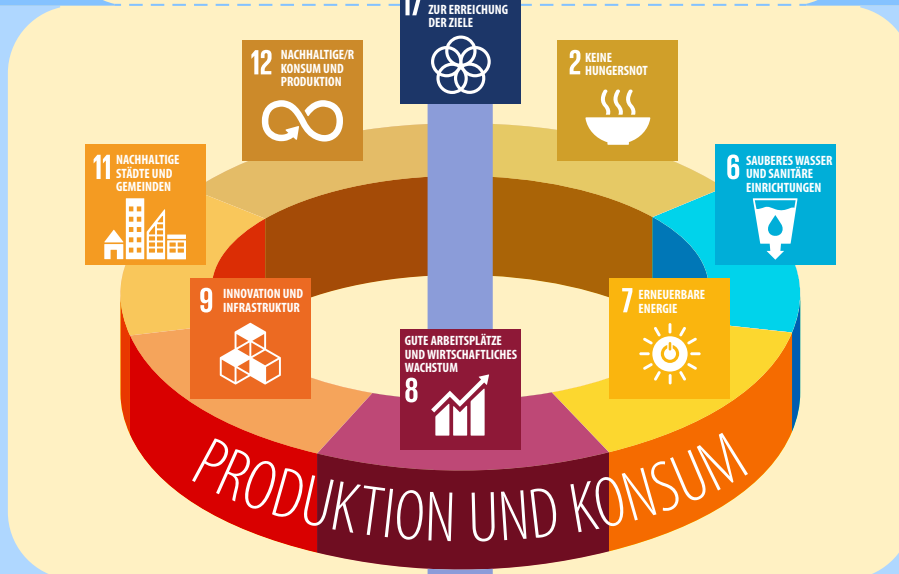 17 ZUR ERREICHUNG
DER ZIELE
12 NACHHALTIGE/R
KONSUM UND
PRODUKTION
2 KEINE
HUNGERSNOT
11 NACHHALTIGE
STÄDTE UND
GEMEINDEN
6 SAUBERES WASSER
UND SANITÄRE
EINRICHTUNGEN
9 INNOVATION UND
INFRASTRUKTUR
7 ERNEUERBARE
ENERGIE
GUTE ARBEITSPLÄTZE
UND WIRTSCHAFTLICHES
WACHSTUM
8
PRODUKTION UND KONSUM